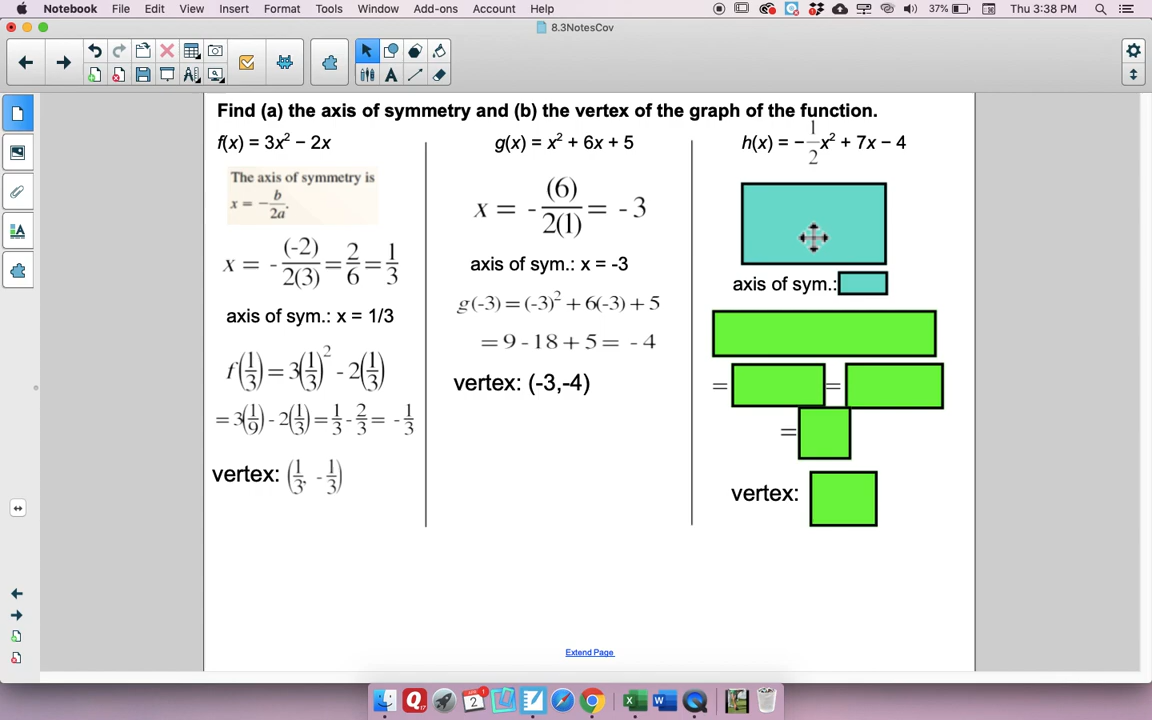 Notebook File Edit View Insert Format Tools Window Add-ons Account Help 37% Thu 3:38 PM
8.3NotesCov
Find (a) the axis of symmetry and (b) the vertex of the graph of the function.
f(x) = 3x² − 2x
The axis of symmetry is
x = −b/2a.
x = -(-2)/2(3) = 2/6 = 1/3
axis of sym.: x = 1/3
f(1/3) = 3(1/3)² - 2(1/3)
= 3(1/9) - 2(1/3) = 1/3 - 2/3 = -1/3
vertex: (1/3, -1/3)
g(x) = x² + 6x + 5
x = -(6)/2(1) = -3
axis of sym.: x = -3
g(-3) = (-3)² + 6(-3) + 5
= 9 - 18 + 5 = -4
vertex: (-3,-4)
h(x) = −1/2x² + 7x − 4
axis of sym.:
= =
=
vertex:
Extend Page